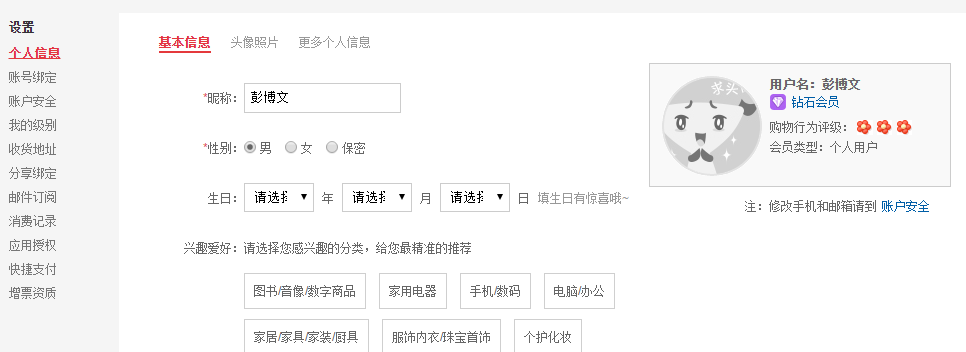 设置
个人信息
账号绑定
账户安全
我的级别
收货地址
分享绑定
邮件订阅
消费记录
应用授权
快捷支付
增票资质
基本信息 头像照片 更多个人信息
*昵称： 彭博文
*性别： 男 女 保密
生日： 请选择 年 请选择 月 请选择 日 填生日有惊喜哦~
兴趣爱好：请选择您感兴趣的分类，给您最精准的推荐
图书/音像/数字商品 家用电器 手机/数码 电脑/办公
家居/家具/家装/厨具 服饰内衣/珠宝首饰 个护化妆
用户名：彭博文
钻石会员
购物行为评级：
会员类型：个人用户
注：修改手机和邮箱请到 账户安全